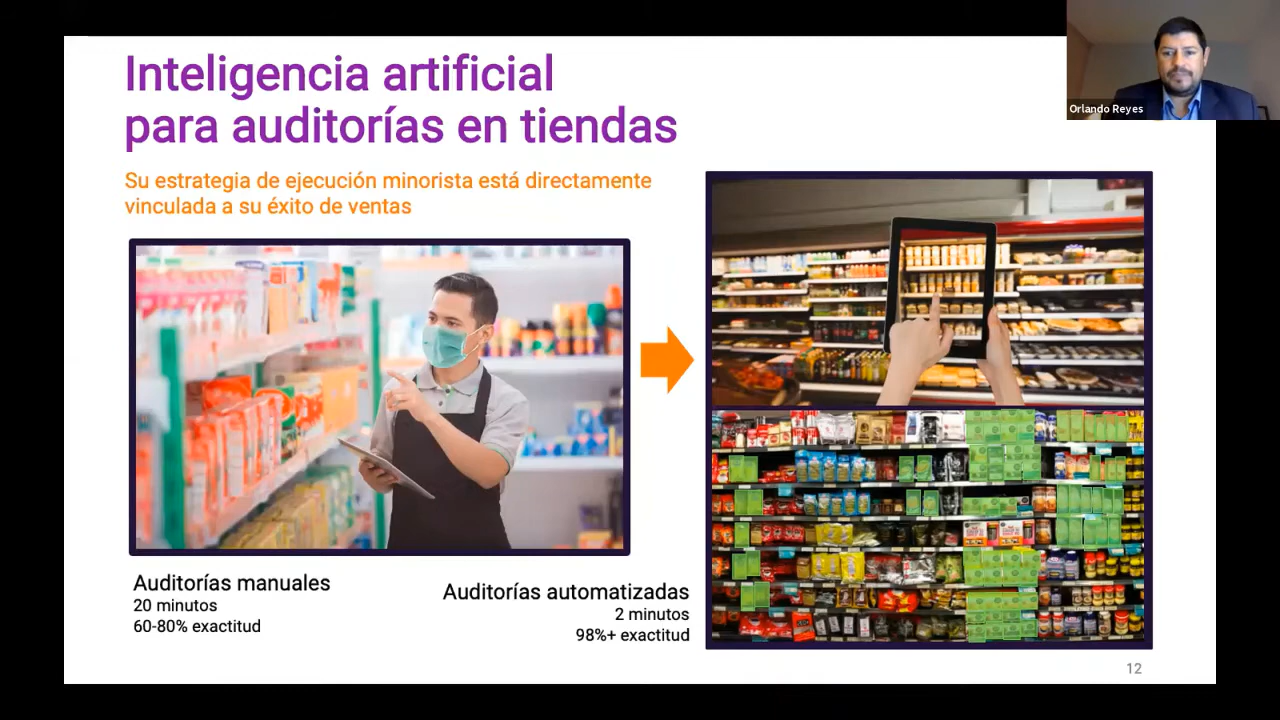 Inteligencia artificial
para auditorías en tiendas
Orlando Reyes
Su estrategia de ejecución minorista está directamente
vinculada a su éxito de ventas
Auditorías manuales
20 minutos
60-80% exactitud
Auditorías automatizadas
2 minutos
98%+ exactitud
12